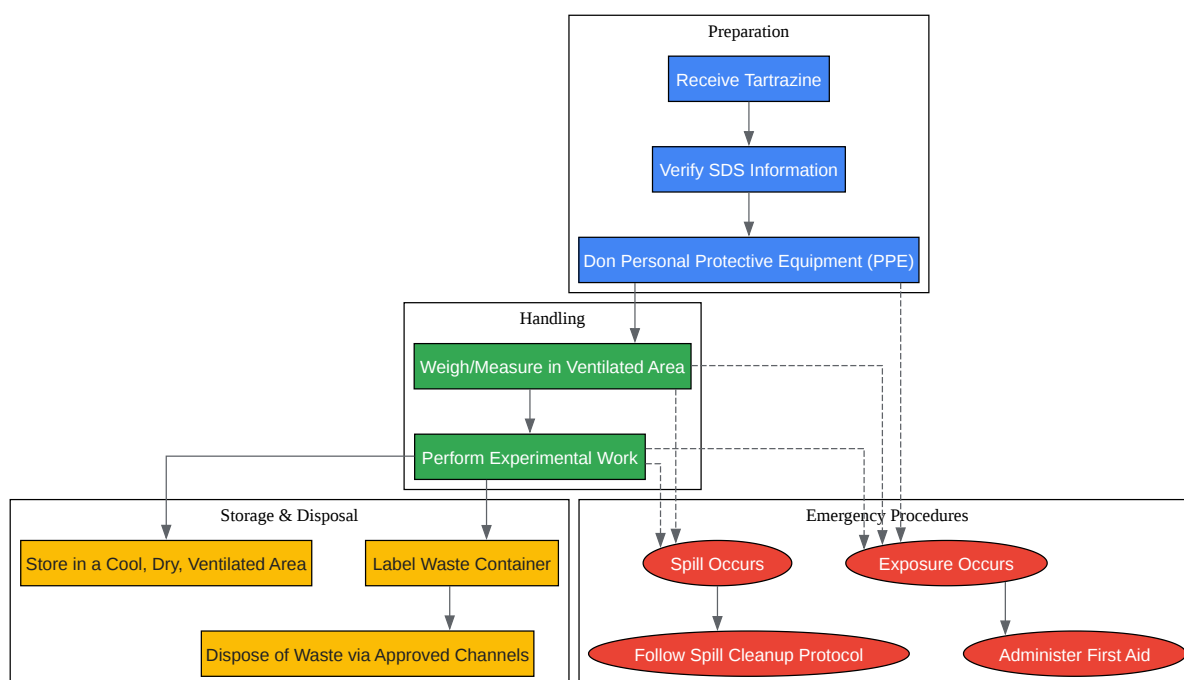 Preparation
Receive Tartrazine
Verify SDS Information
Don Personal Protective Equipment (PPE)
Handling
Weigh/Measure in Ventilated Area
Perform Experimental Work
Storage & Disposal
Store in a Cool, Dry, Ventilated Area
Label Waste Container
Dispose of Waste via Approved Channels
Emergency Procedures
Spill Occurs
Exposure Occurs
Follow Spill Cleanup Protocol
Administer First Aid